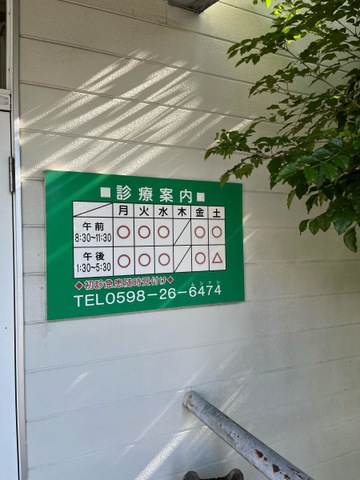 ■診療案内■
月 火 水 木 金 土
午前 8:30~11:30 ○ ○ ○ ／ ○ ○
午後 1:30~5:30 ○ ○ ○ ／ ○ △
◆初診急患随時受付け◆
TEL0598-26-6474